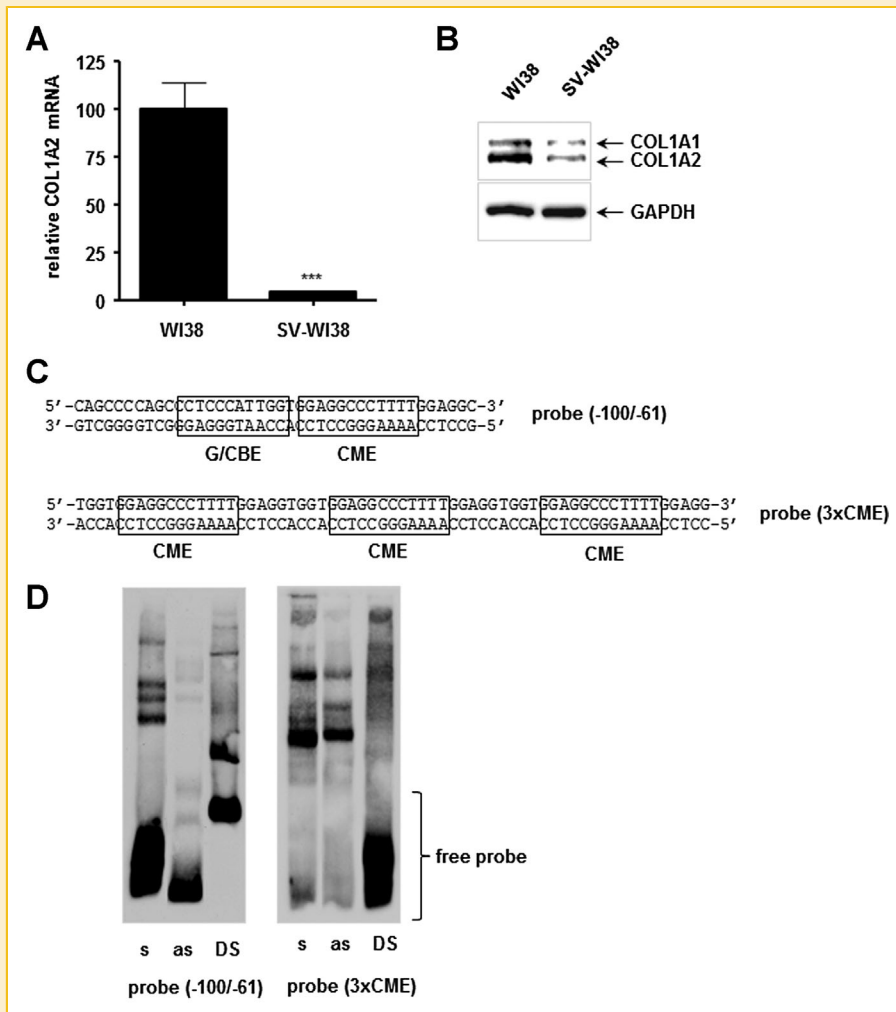 A
relative COL1A2 mRNA
125
100
75
50
25
0
***
WI38
SV-WI38
B
WI38
SV-WI38
COL1A1
COL1A2
GAPDH
C
5'-CAGCCCCAGCCCTCCCATTGGTGGAGGCCCTTTTGGAGGC-3'
3'-GTCGGGGTCGGGAGGGTAACCACCTCCGGGAAAACCTCCG-5'
probe (-100/-61)
G/CBE
CME
5'-TGGTGGAGGCCCTTTTGGAGGTGGTGGAGGCCCTTTTGGAGGTGGTGGAGGCCCTTTTGGAGG-3'
3'-ACCACCTCCGGGAAAACCTCCACCACCTCCGGGAAAACCTCCACCACCTCCGGGAAAACCTCC-5'
probe (3xCME)
CME
CME
CME
D
free probe
s
as
DS
s
as
DS
probe (-100/-61)
probe (3xCME)